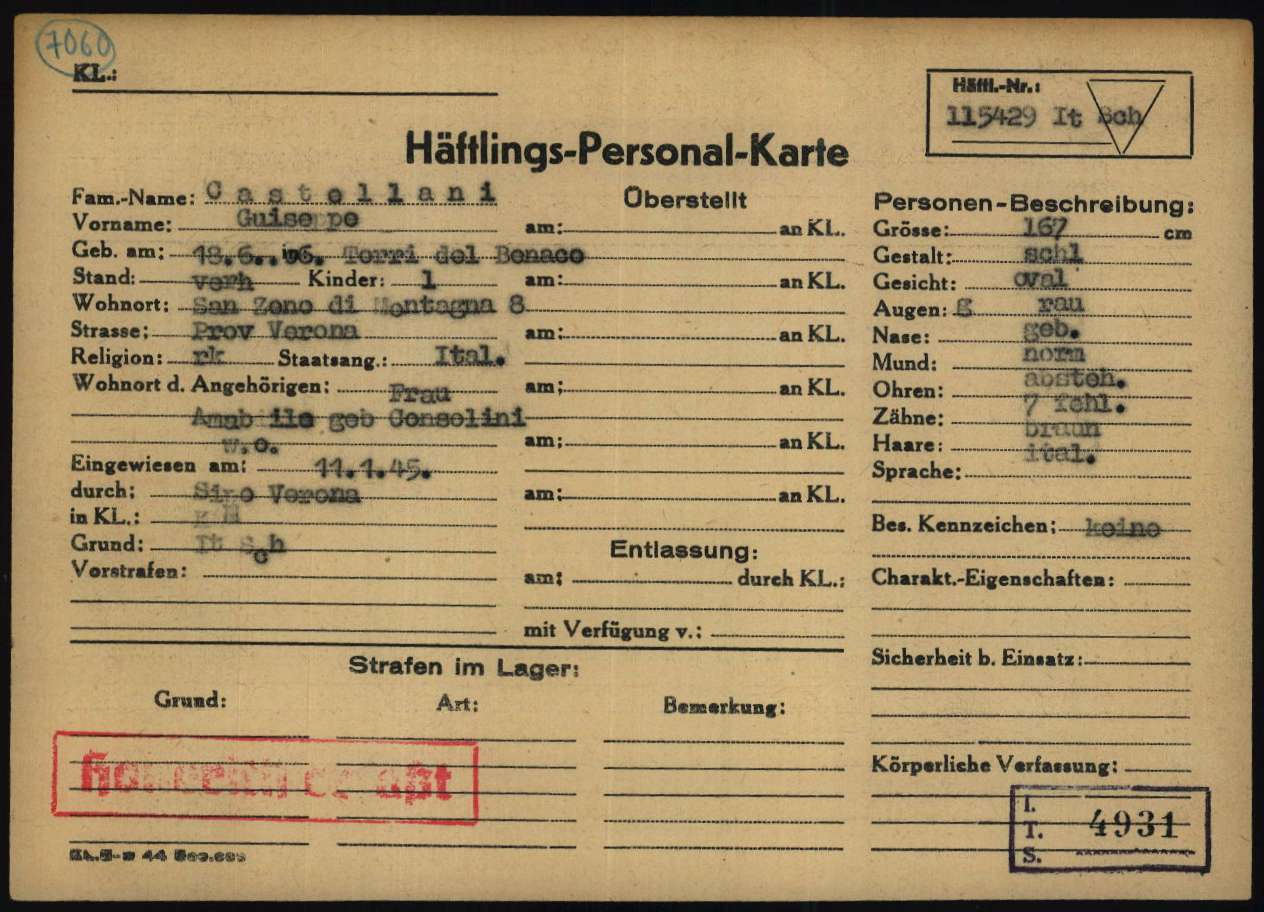 7060
KL.:
Häftl.-Nr.:
115429 It Sch
Häftlings-Personal-Karte
Fam.-Name: Castellani
Vorname: Guiseppe
Geb. am: 18.6..06. Torri del Benaco
Stand: verh Kinder: 1
Wohnort: San Zeno di Montagna 8
Strasse: Prov Verona
Religion: rk Staatsang.: Ital.
Wohnort d. Angehörigen: Frau
Amabile geb Consolini
w.o.
Eingewiesen am: 11.1.45.
durch: Verona
in KL.:
Grund: It Sch
Vorstrafen:
Überstellt
am: an KL.
am: an KL.
am: an KL.
am: an KL.
am: an KL.
am: an KL.
Entlassung:
am: durch KL.:
mit Verfügung v.:
Personen-Beschreibung:
Grösse: 167 cm
Gestalt: schl
Gesicht: oval
Augen: g rau
Nase: geb.
Mund: norm
Ohren: absteh.
Zähne: 7 fehl.
Haare: braun
Sprache: ital.
Bes. Kennzeichen: keine
Charakt.-Eigenschaften:
Sicherheit b. Einsatz:
Körperliche Verfassung:
Strafen im Lager:
Grund: Art: Bemerkung:
I.
T. 4931
S.